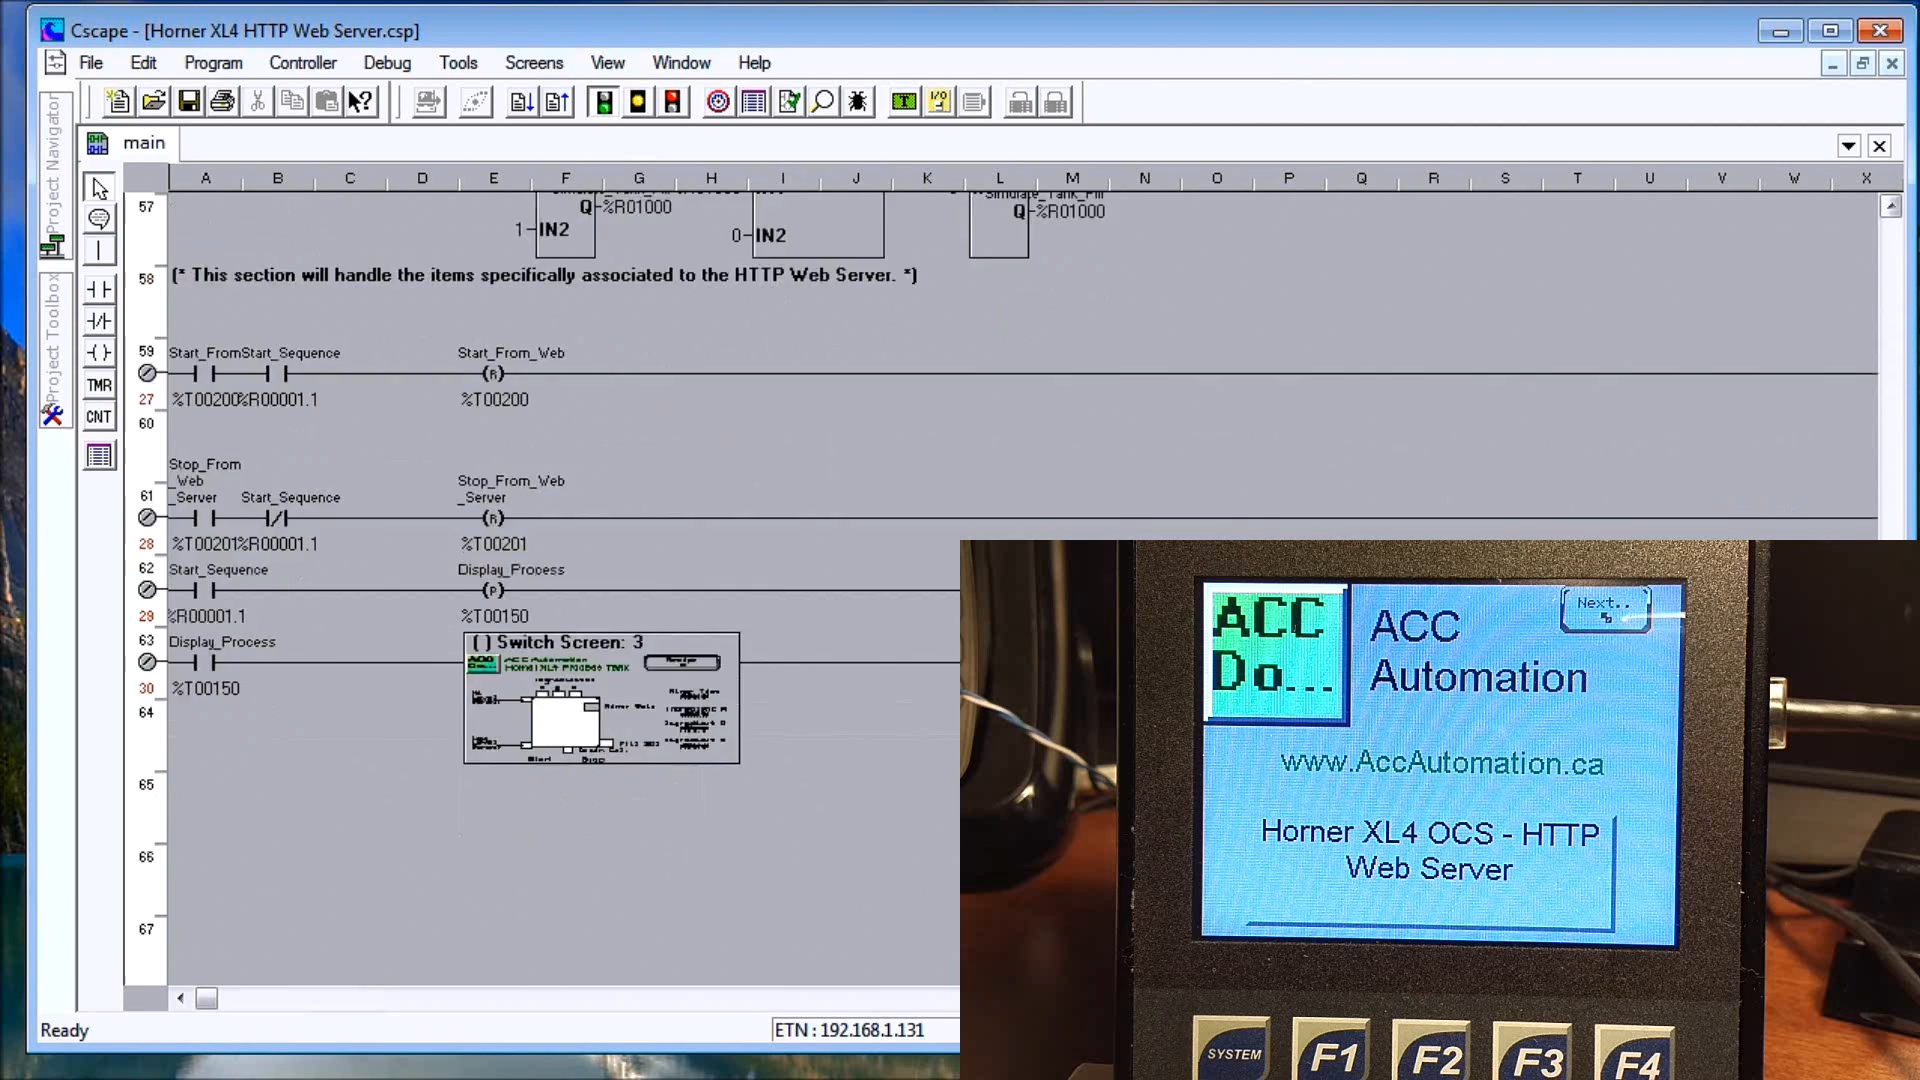 Cscape - [Horner XL4 HTTP Web Server.csp]
File Edit Program Controller Debug Tools Screens View Window Help
Project Navigator
Project Toolbox
main
A B C D E F G H I J K L M N O P Q R S T U V W X
57
Q %R01000
1 IN2
0 IN2
Simulate_Tank_Fill
Q %R01000
58
(* This section will handle the items specifically associated to the HTTP Web Server. *)
59
Start_From Start_Sequence Start_From_Web
(R)
27
%T00200 %R00001.1 %T00200
60
Stop_From
_Web Stop_From_Web
61
_Server Start_Sequence _Server
(R)
28
%T00201 %R00001.1 %T00201
62
Start_Sequence Display_Process
(P)
29
%R00001.1 %T00150
63
Display_Process
( ) Switch Screen: 3
30
%T00150
64
65
66
67
TMR
CNT
Ready
ETN : 192.168.1.131
ACC
Do...
ACC
Automation
Next..
www.AccAutomation.ca
Horner XL4 OCS - HTTP
Web Server
SYSTEM F1 F2 F3 F4